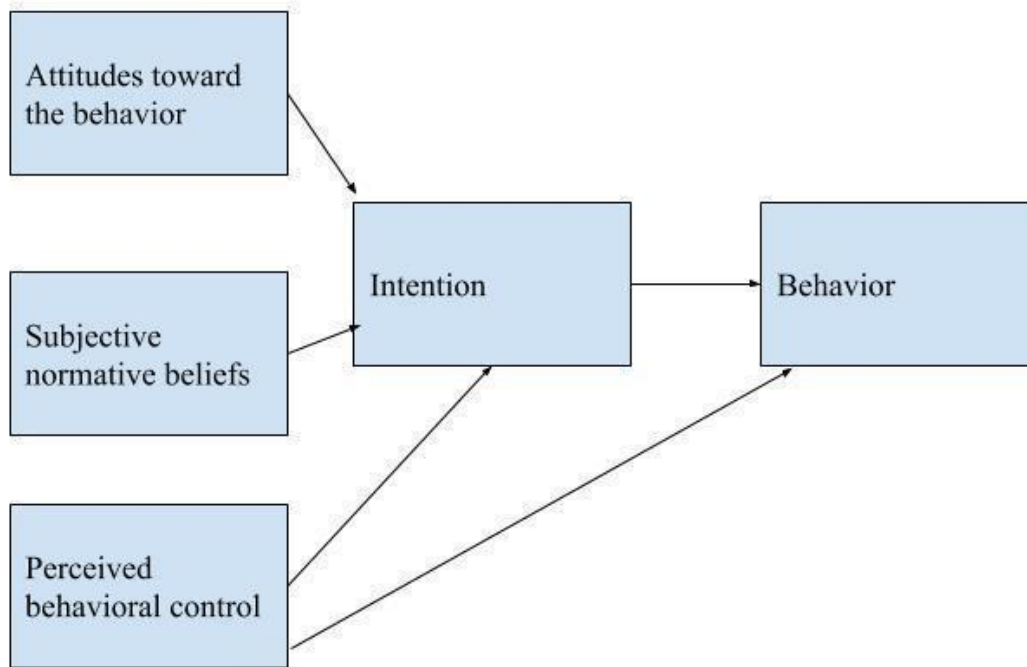 Attitudes toward
the behavior
Subjective
normative beliefs
Perceived
behavioral control
Intention
Behavior